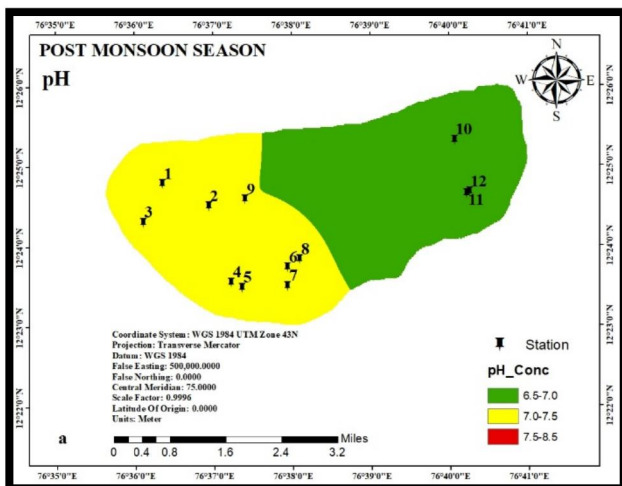 76°35'0"E 76°36'0"E 76°37'0"E 76°38'0"E 76°39'0"E 76°40'0"E 76°41'0"E
POST MONSOON SEASON
pH
N
W E
S
12°26'0"N 12°26'0"N
12°25'0"N 12°25'0"N
12°24'0"N 12°24'0"N
12°23'0"N 12°23'0"N
12°22'0"N 12°22'0"N
10
1
12
2
9
11
3
8
6
4
5
7
Coordinate System: WGS 1984 UTM Zone 43N
Projection: Transverse Mercator
Datum: WGS 1984
False Easting: 500,000.0000
False Northing: 0.0000
Central Meridian: 75.0000
Scale Factor: 0.9996
Latitude Of Origin: 0.0000
Units: Meter
Station
pH_Conc
6.5-7.0
7.0-7.5
7.5-8.5
a
Miles
0 0.4 0.8 1.6 2.4 3.2
76°35'0"E 76°36'0"E 76°37'0"E 76°38'0"E 76°39'0"E 76°40'0"E 76°41'0"E